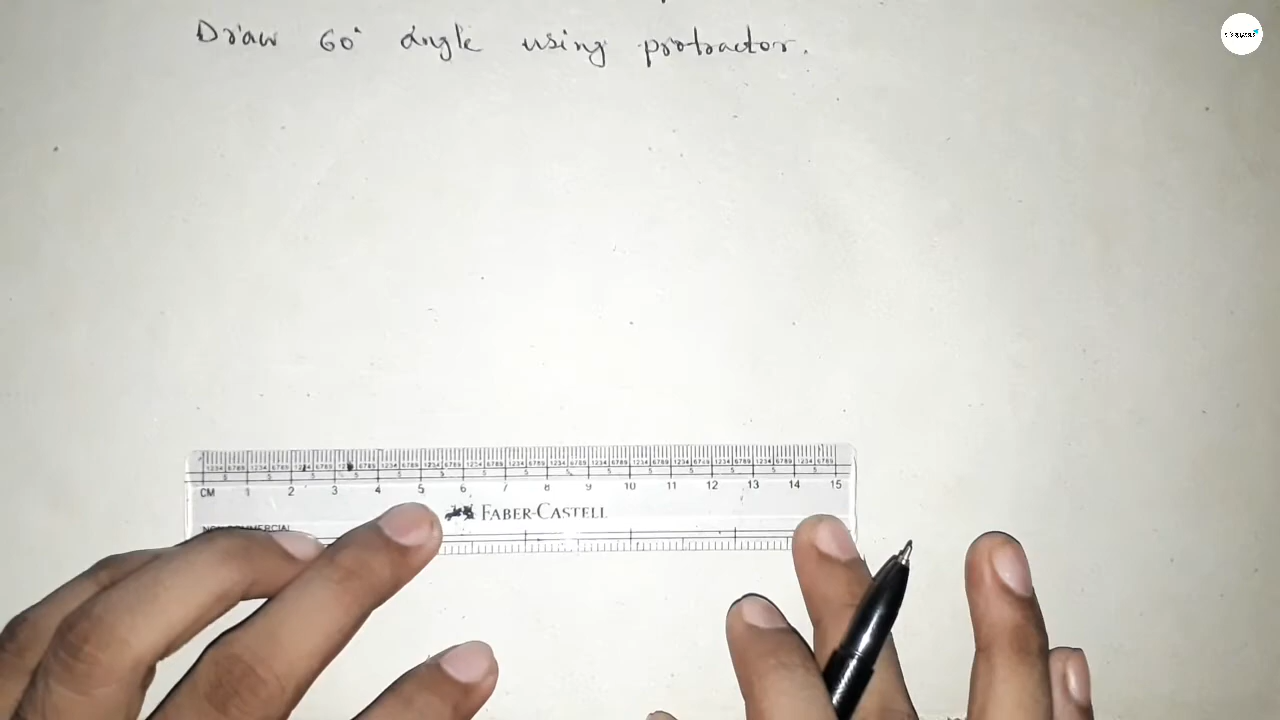 Draw 60° angle using protractor.
CM 1 2 3 4 5 6 7 8 9 10 11 12 13 14 15
FABER-CASTELL